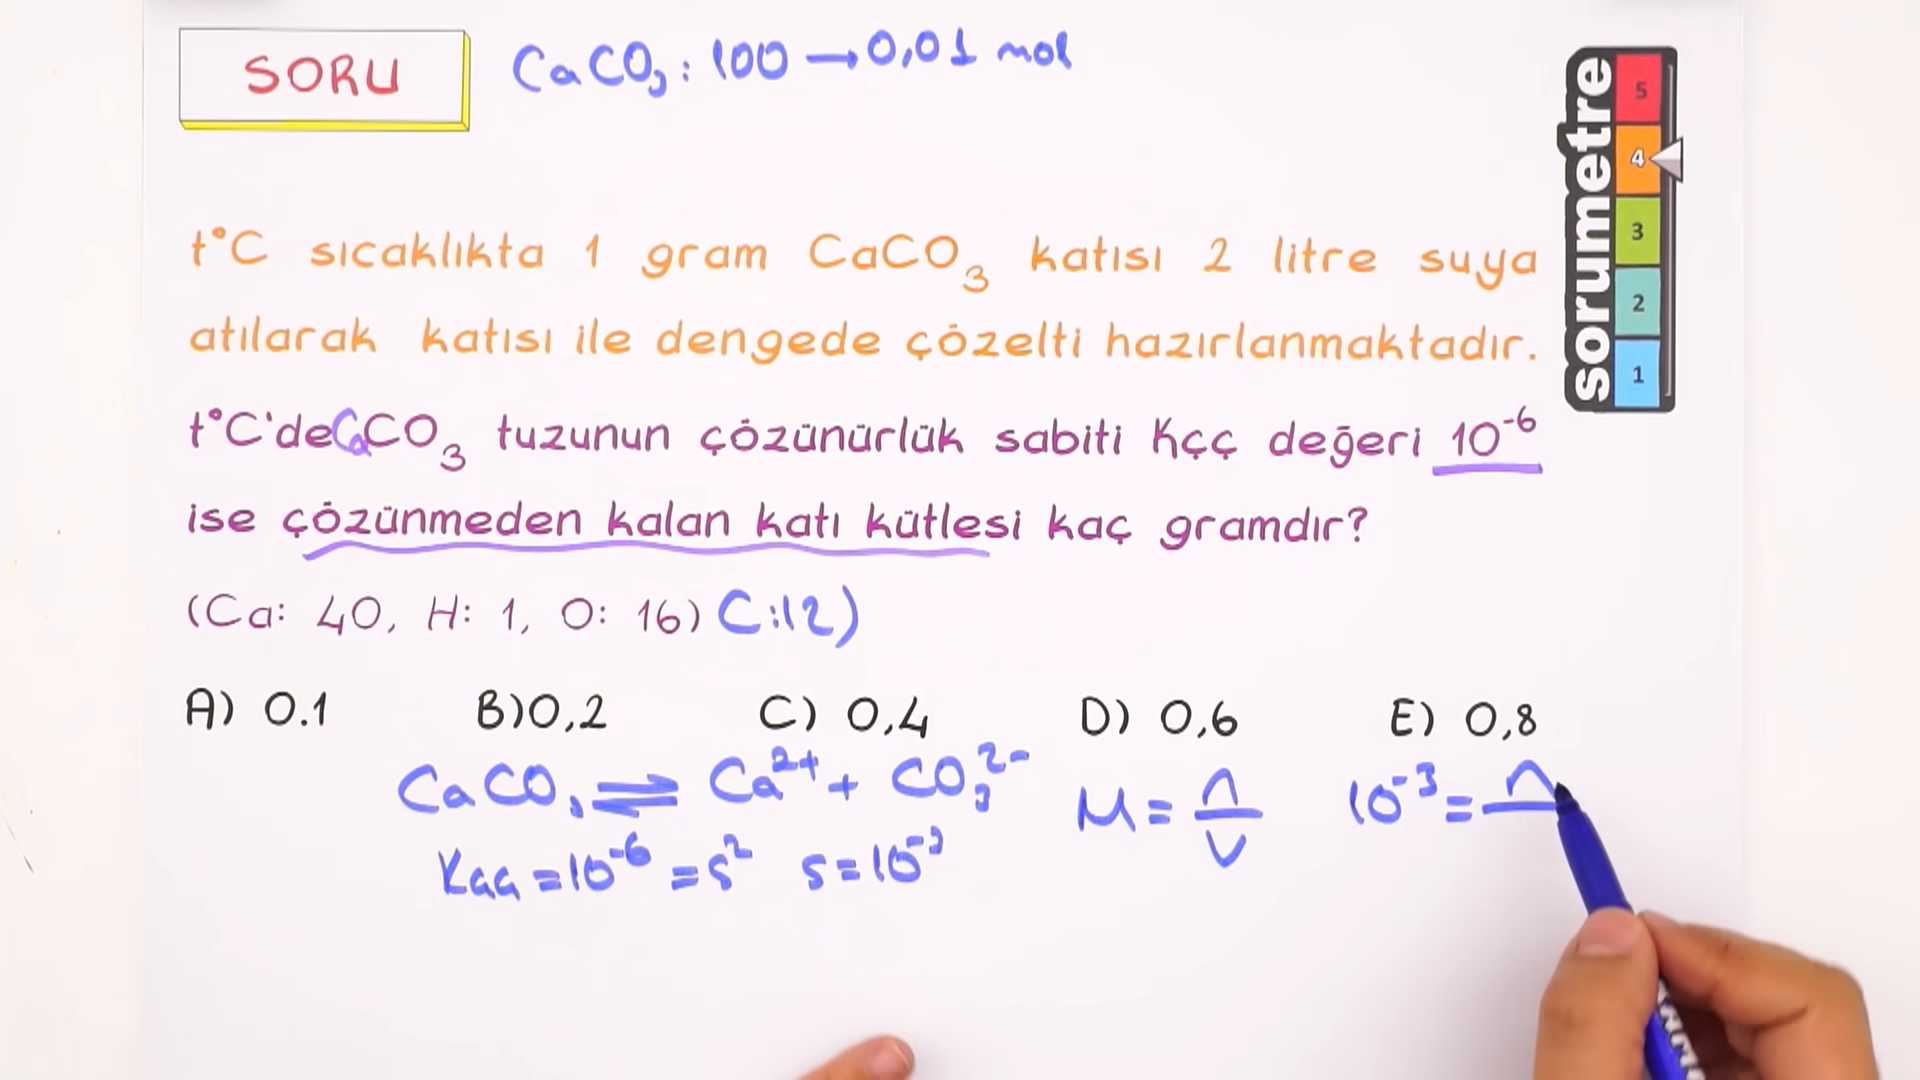 SORU
CaCO₃ : 100 → 0,01 mol
t°C sıcaklıkta 1 gram CaCO₃ katısı 2 litre suya
atılarak katısı ile dengede çözelti hazırlanmaktadır.
t°C'de CaCO₃ tuzunun çözünürlük sabiti Kçç değeri 10⁻⁶
ise çözünmeden kalan katı kütlesi kaç gramdır?
(Ca: 40, H: 1, O: 16) C:12)
A) 0.1 B) 0,2 C) 0,4 D) 0,6 E) 0,8
CaCO₃ ⇌ Ca²⁺ + CO₃²⁻
M = n/V
10⁻³ = n
Kçç = 10⁻⁶ = s² s = 10⁻³
sorumetre
5
4
3
2
1